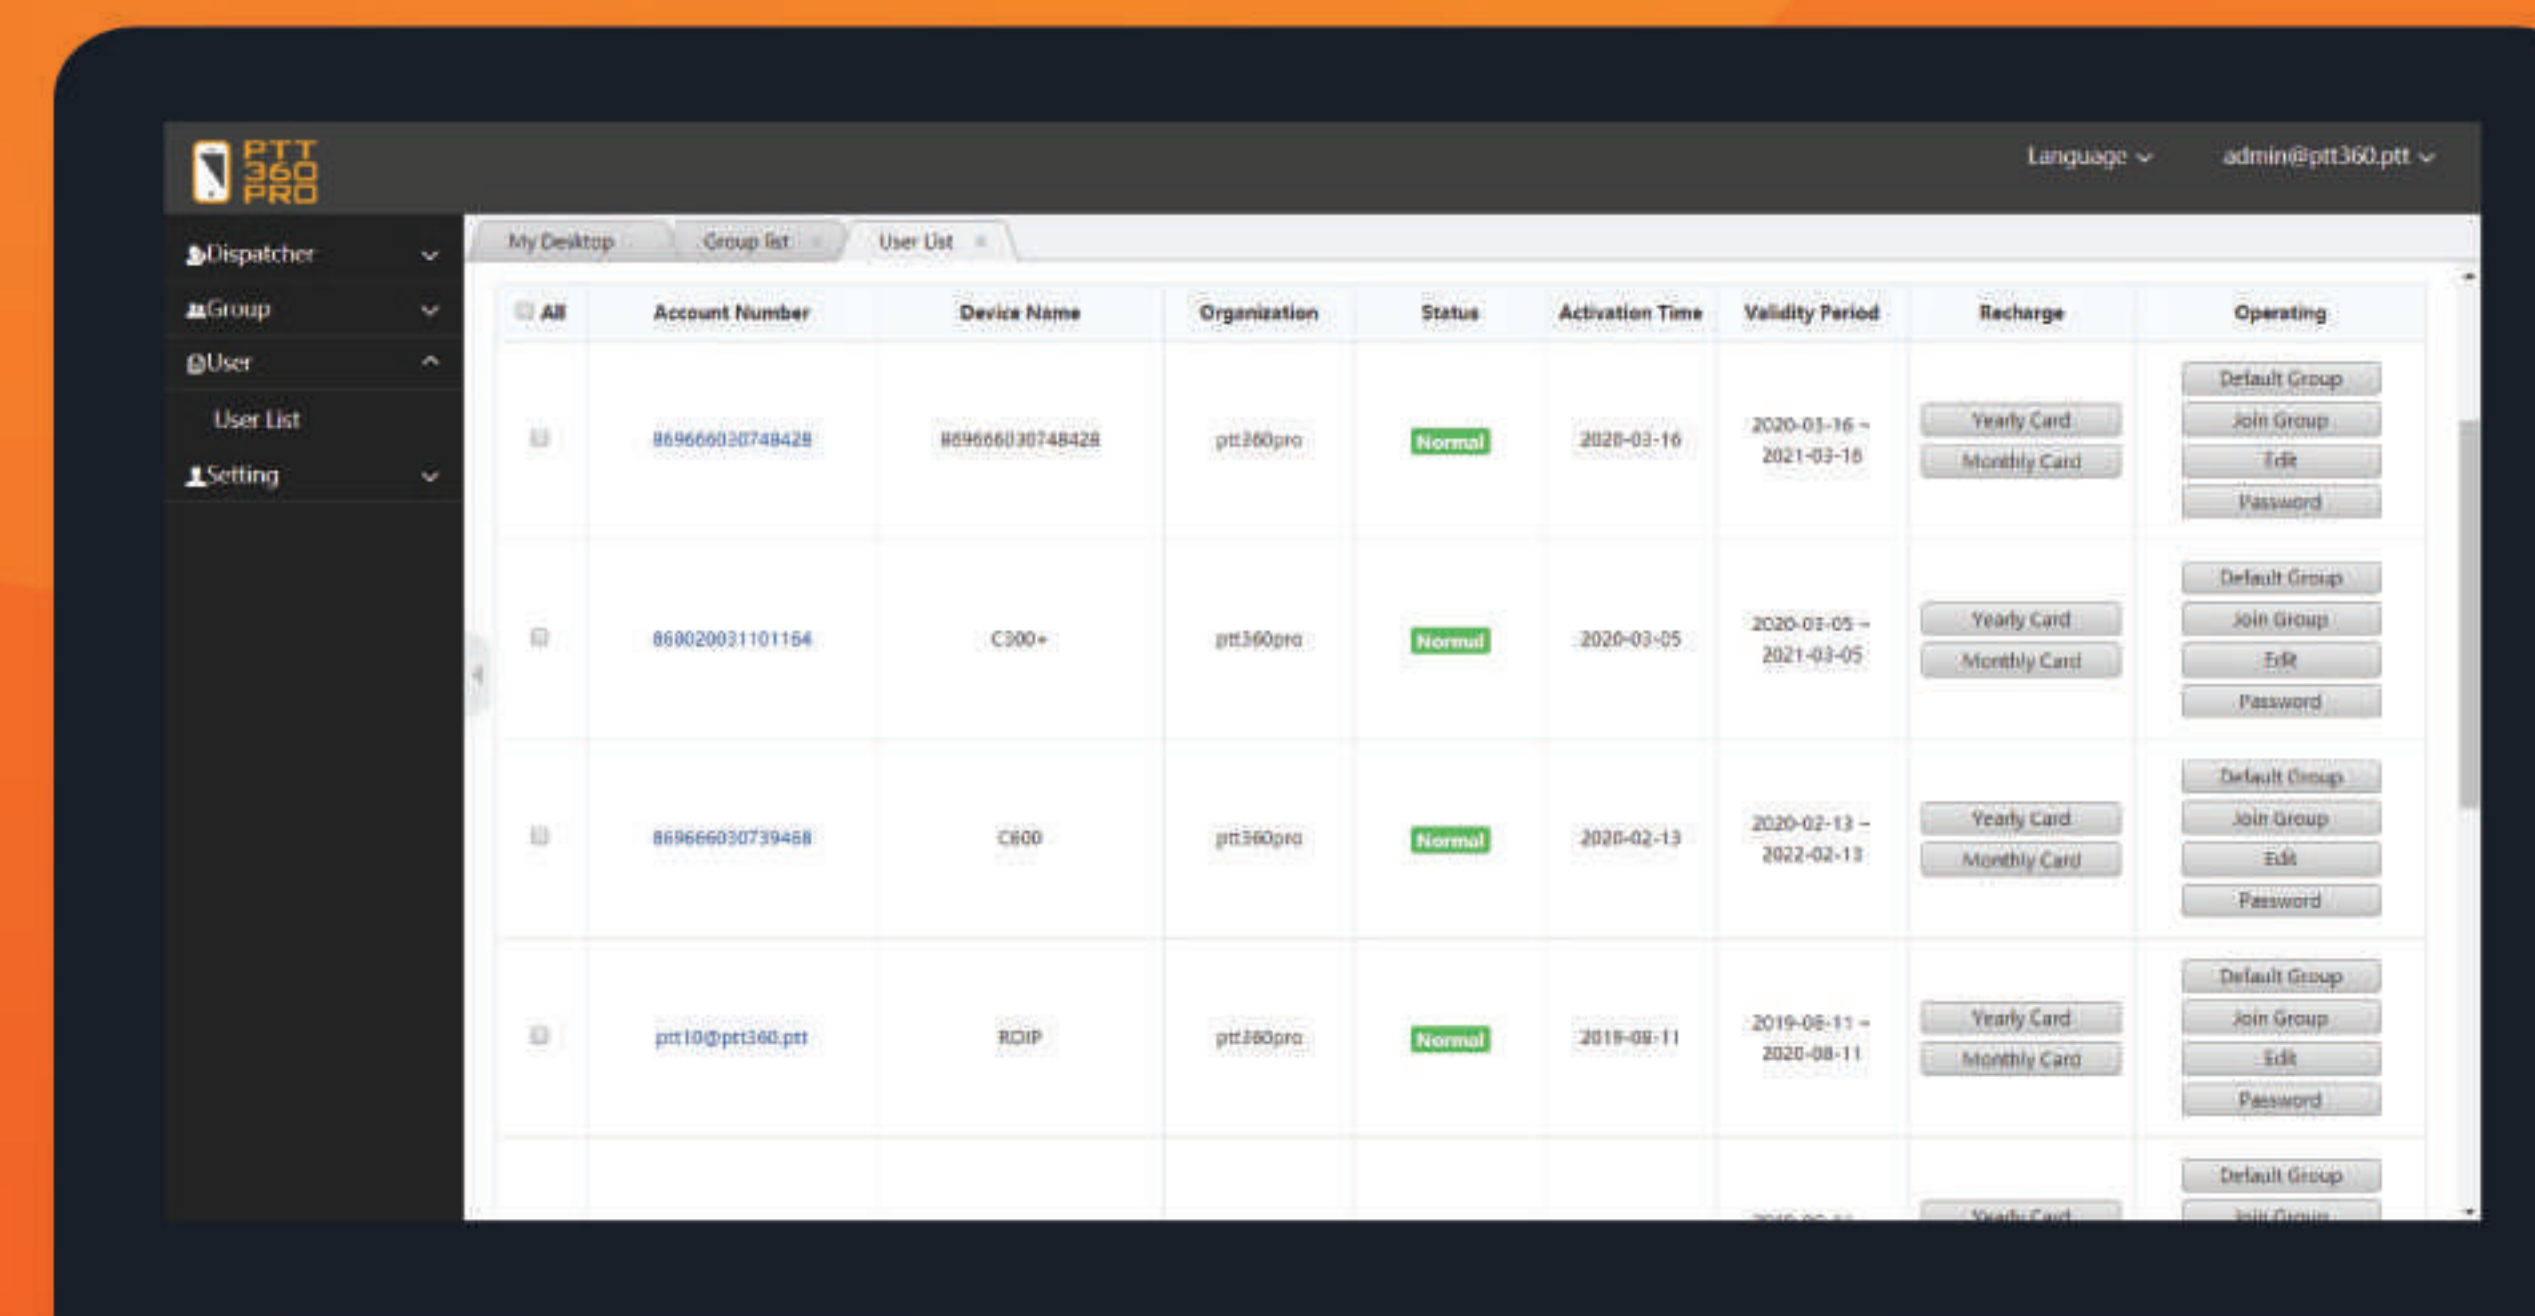 PTT
360
PRO
Language
admin@ptt360.ptt
Dispatcher
Group
User
User List
Setting
My Desktop
Group list
User List
All Account Number Device Name Organization Status Activation Time Validity Period Recharge Operating
869666030748428 869666030748428 ptt360pro Normal 2020-03-16 2020-03-16 ~
2021-03-16
Yearly Card
Monthly Card
Default Group
Join Group
Edit
Password
868020031101164 C300+ ptt360pro Normal 2020-03-05 2020-03-05 ~
2021-03-05
Yearly Card
Monthly Card
Default Group
Join Group
Edit
Password
869666030739468 C600 ptt360pro Normal 2020-02-13 2020-02-13 ~
2022-02-13
Yearly Card
Monthly Card
Default Group
Join Group
Edit
Password
ptt10@ptt360.ptt ROIP ptt360pro Normal 2019-08-11 2019-08-11 ~
2020-08-11
Yearly Card
Monthly Card
Default Group
Join Group
Edit
Password
Default Group
Yearly Card
Join Group